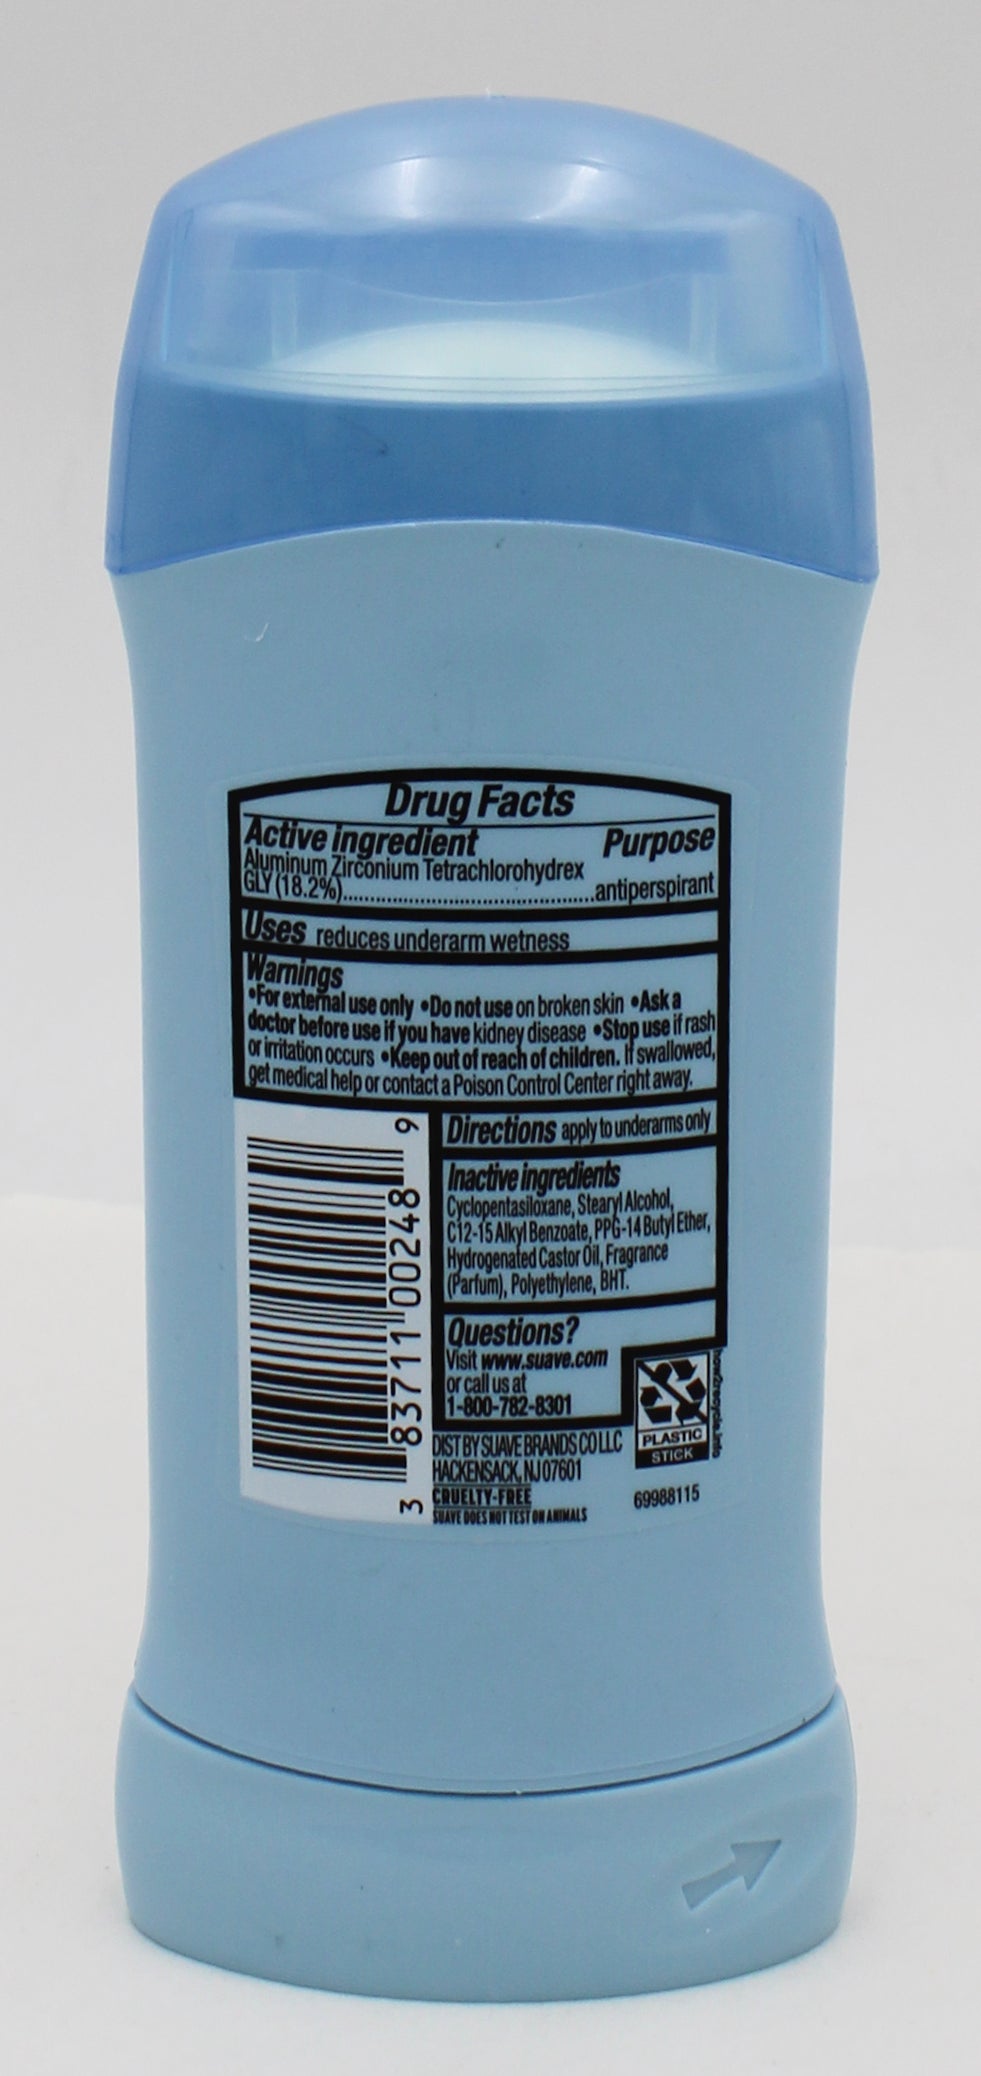 Drug Facts
Active ingredient Purpose
Aluminum Zirconium Tetrachlorohydrex
GLY (18.2%)..........................................antiperspirant
Uses reduces underarm wetness
Warnings
•For external use only •Do not use on broken skin •Ask a
doctor before use if you have kidney disease •Stop use if rash
or irritation occurs •Keep out of reach of children. If swallowed,
get medical help or contact a Poison Control Center right away.
3 83711 00248 9
Directions apply to underarms only
Inactive ingredients
Cyclopentasiloxane, Stearyl Alcohol,
C12-15 Alkyl Benzoate, PPG-14 Butyl Ether,
Hydrogenated Castor Oil, Fragrance
(Parfum), Polyethylene, BHT.
Questions?
Visit www.suave.com
or call us at
1-800-782-8301
how2recycle.info
PLASTIC
STICK
DIST BY SUAVE BRANDS CO LLC
HACKENSACK, NJ 07601
CRUELTY-FREE
SUAVE DOES NOT TEST ON ANIMALS
69988115